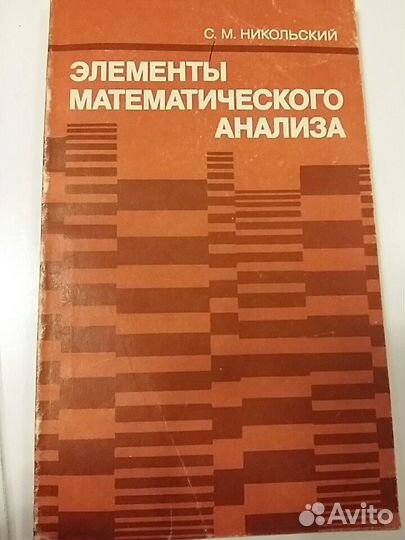 С. М. НИКОЛЬСКИЙ
ЭЛЕМЕНТЫ
МАТЕМАТИЧЕСКОГО
АНАЛИЗА
Avito